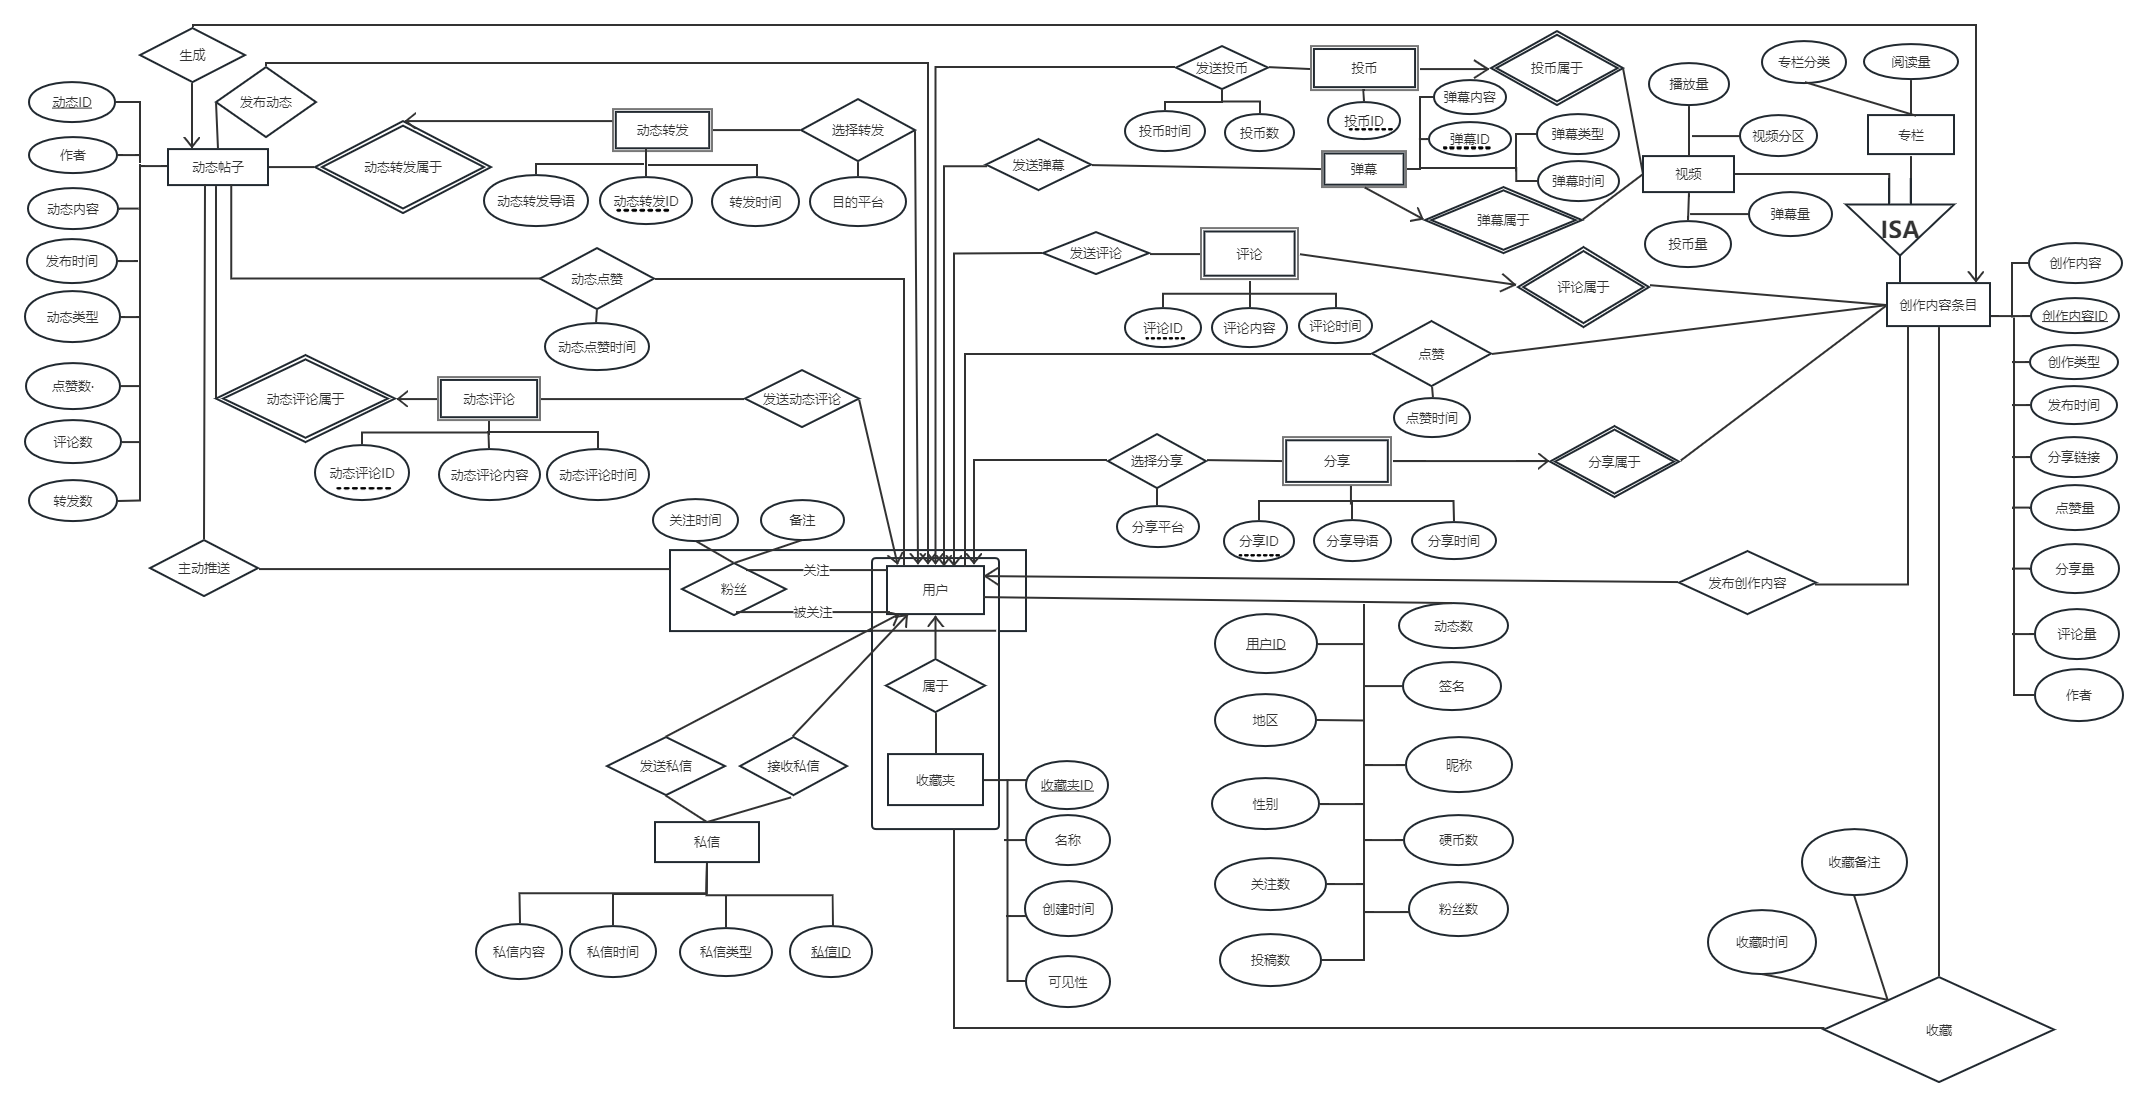 生成
动态ID
作者
动态内容
发布时间
动态类型
点赞数·
评论数
转发数
发布动态
动态帖子
动态转发属于
动态转发
选择转发
动态转发导语
动态转发ID
转发时间
目的平台
动态点赞
动态点赞时间
动态评论属于
动态评论
发送动态评论
动态评论ID
动态评论内容
动态评论时间
主动推送
关注时间
备注
粉丝
关注
被关注
用户
属于
收藏夹
收藏夹ID
名称
创建时间
可见性
发送私信
接收私信
私信
私信内容
私信时间
私信类型
私信ID
发送投币
投币
投币属于
投币时间
投币数
投币ID
弹幕内容
弹幕ID
弹幕类型
弹幕时间
发送弹幕
弹幕
弹幕属于
播放量
视频分区
视频
弹幕量
投币量
专栏分类
阅读量
专栏
ISA
发送评论
评论
评论属于
评论ID
评论内容
评论时间
点赞
点赞时间
选择分享
分享
分享属于
分享平台
分享ID
分享导语
分享时间
创作内容条目
创作内容
创作内容ID
创作类型
发布时间
分享链接
点赞量
分享量
评论量
作者
发布创作内容
用户ID
地区
性别
关注数
投稿数
动态数
签名
昵称
硬币数
粉丝数
收藏备注
收藏时间
收藏